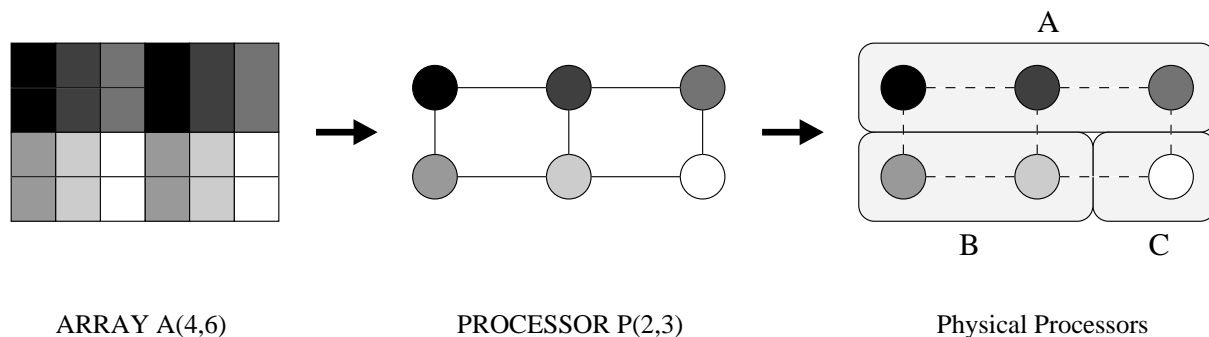 A
B
C
ARRAY A(4,6)
PROCESSOR P(2,3)
Physical Processors